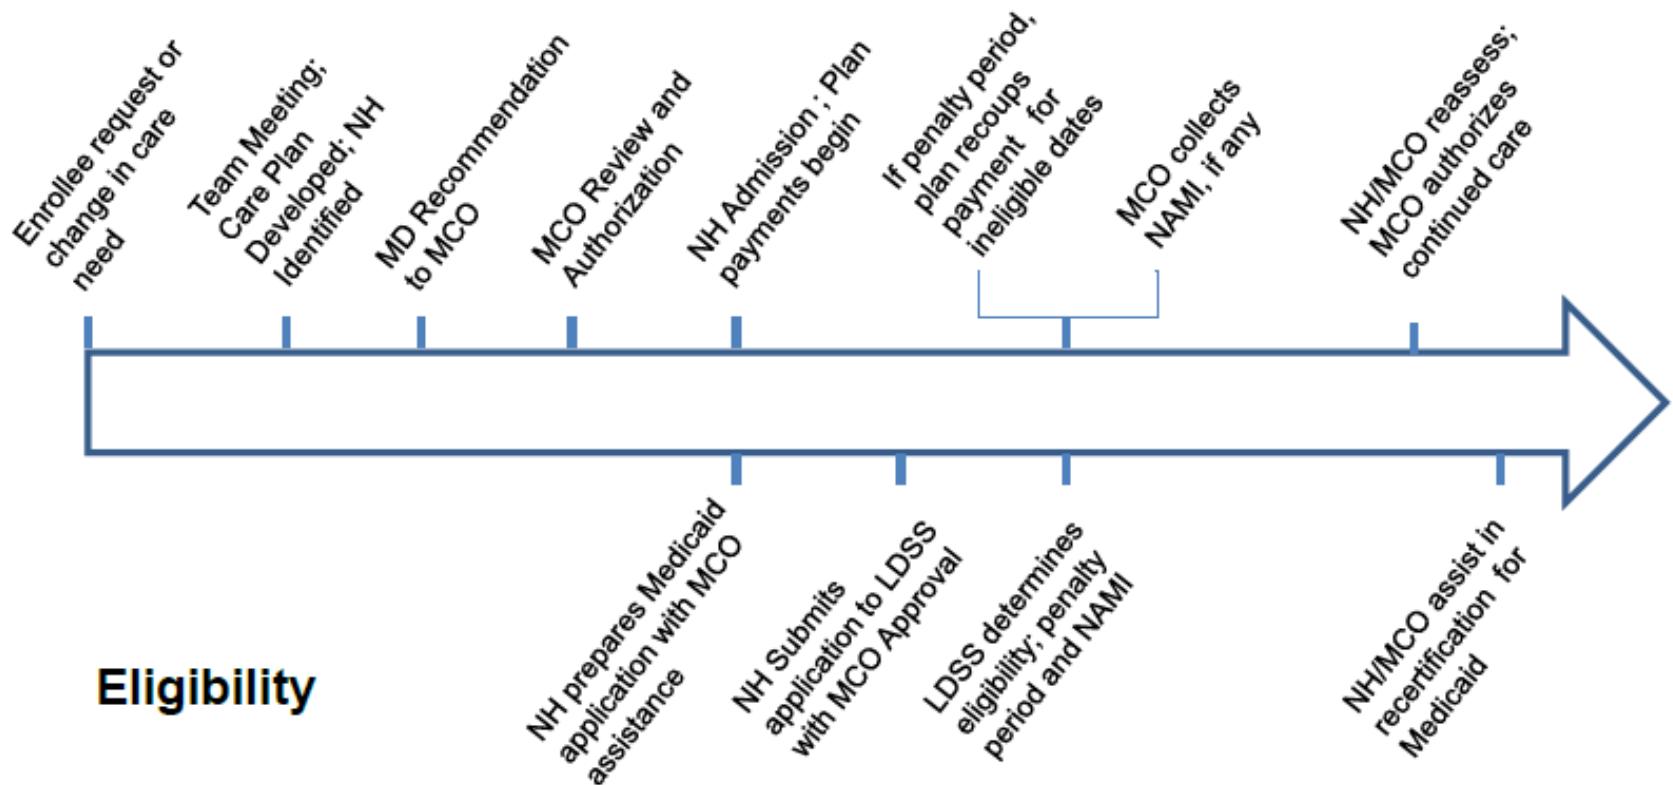 Enrollee request or
change in care
need
Team Meeting;
Care Plan
Developed; NH
Identified
MD Recommendation
to MCO
MCO Review and
Authorization
NH Admission ; Plan
payments begin
If penalty period,
plan recoups
payment for
ineligible dates
MCO collects
NAMI, if any
NH/MCO reassess;
MCO authorizes
continued care
NH prepares Medicaid
application with MCO
assistance
NH Submits
application to LDSS
with MCO Approval
LDSS determines
eligibility; penalty
period and NAMI
NH/MCO assist in
recertification for
Medicaid
Eligibility